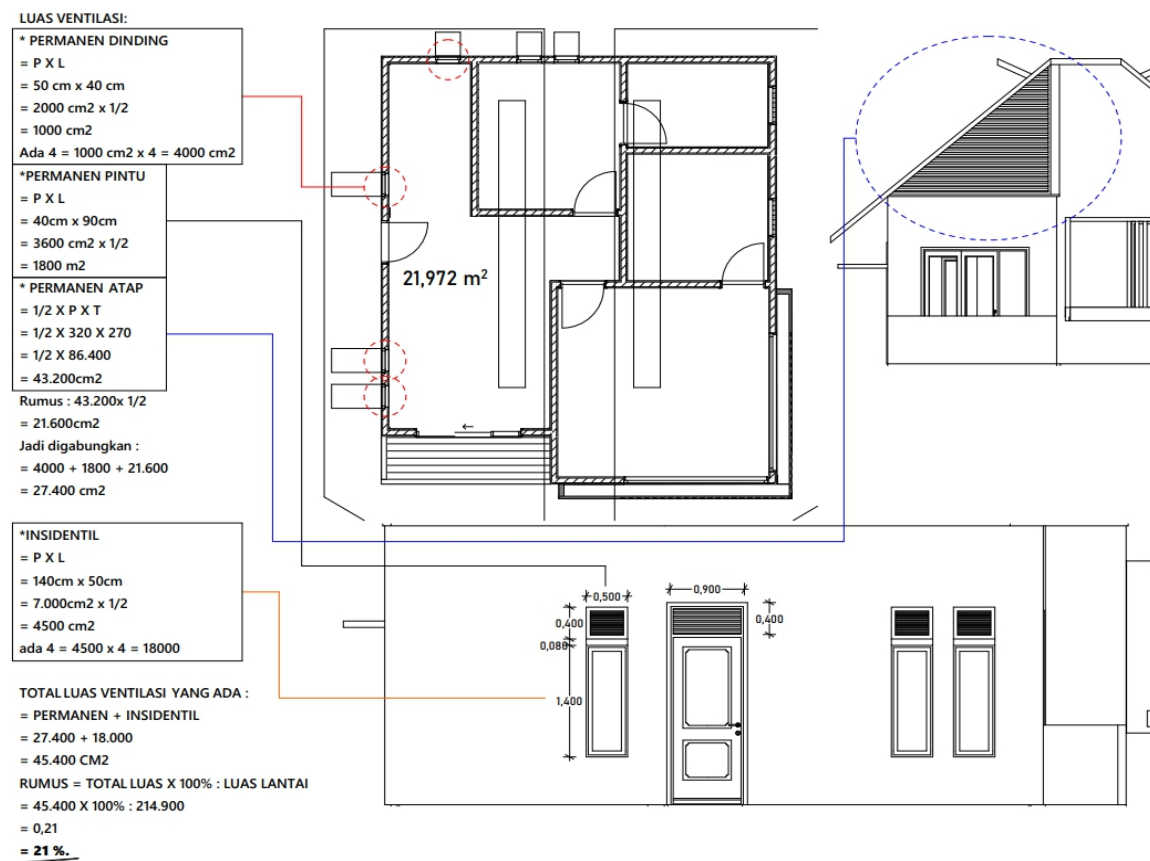 LUAS VENTILASI:
* PERMANEN DINDING
= P X L
= 50 cm x 40 cm
= 2000 cm2 x 1/2
= 1000 cm2
Ada 4 = 1000 cm2 x 4 = 4000 cm2
*PERMANEN PINTU
= P X L
= 40cm x 90cm
= 3600 cm2 x 1/2
= 1800 m2
* PERMANEN ATAP
= 1/2 X P X T
= 1/2 X 320 X 270
= 1/2 X 86.400
= 43.200cm2
Rumus : 43.200x 1/2
= 21.600cm2
Jadi digabungkan :
= 4000 + 1800 + 21.600
= 27.400 cm2
*INSIDENTIL
= P X L
= 140cm x 50cm
= 7.000cm2 x 1/2
= 4500 cm2
ada 4 = 4500 x 4 = 18000
TOTAL LUAS VENTILASI YANG ADA :
= PERMANEN + INSIDENTIL
= 27.400 + 18.000
= 45.400 CM2
RUMUS = TOTAL LUAS X 100% : LUAS LANTAI
= 45.400 X 100% : 214.900
= 0,21
= 21 %.
21,972 m²
0,500
0,900
0,400
0,400
0,080
1,400